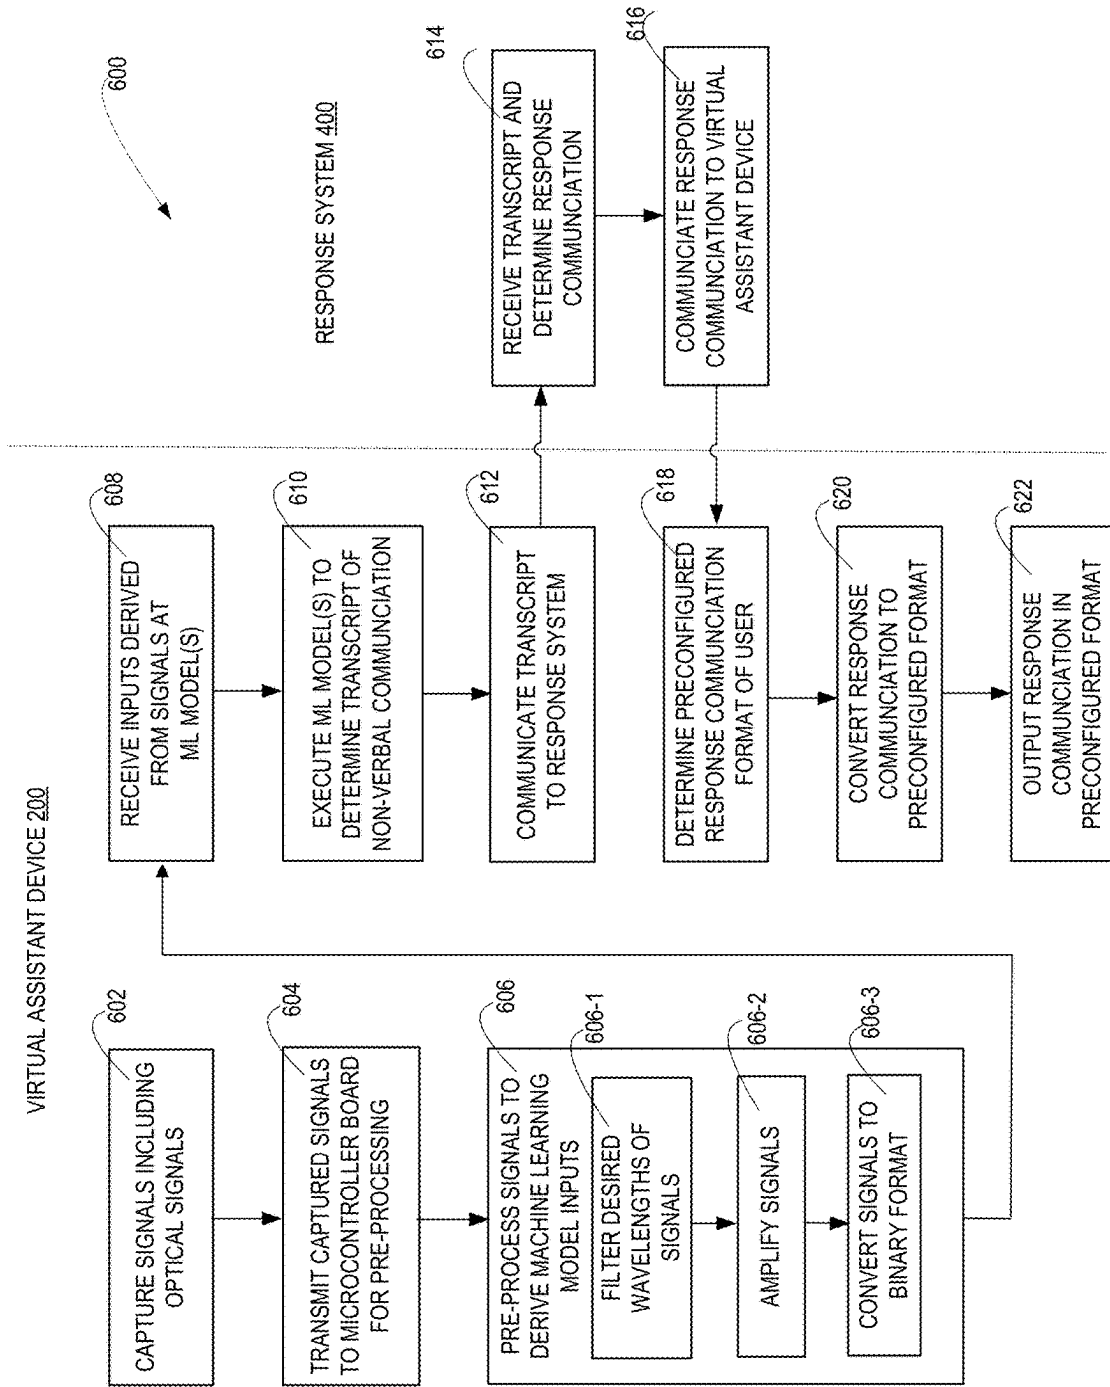 VIRTUAL ASSISTANT DEVICE 200
602
CAPTURE SIGNALS INCLUDING
OPTICAL SIGNALS
604
TRANSMIT CAPTURED SIGNALS
TO MICROCONTROLLER BOARD
FOR PRE-PROCESSING
606
PRE-PROCESS SIGNALS TO
DERIVE MACHINE LEARNING
MODEL INPUTS
606-1
FILTER DESIRED
WAVELENGTHS OF
SIGNALS
606-2
AMPLIFY SIGNALS
606-3
CONVERT SIGNALS TO
BINARY FORMAT
608
RECEIVE INPUTS DERIVED
FROM SIGNALS AT
ML MODEL(S)
610
EXECUTE ML MODEL(S) TO
DETERMINE TRANSCRIPT OF
NON-VERBAL COMMUNCIATION
612
COMMUNICATE TRANSCRIPT
TO RESPONSE SYSTEM
618
DETERMINE PRECONFIGURED
RESPONSE COMMUNCIATION
FORMAT OF USER
620
CONVERT RESPONSE
COMMUNCIATION TO
PRECONFIGURED FORMAT
622
OUTPUT RESPONSE
COMMUNCIATION IN
PRECONFIGURED FORMAT
600
RESPONSE SYSTEM 400
614
RECEIVE TRANSCRIPT AND
DETERMINE RESPONSE
COMMUNCIATION
616
COMMUNCIATE RESPONSE
COMMUNCIATION TO VIRTUAL
ASSISTANT DEVICE